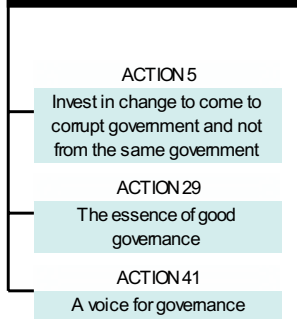 ACTION 5
Invest in change to come to
corrupt government and not
from the same government
ACTION 29
The essence of good
governance
ACTION 41
A voice for governance